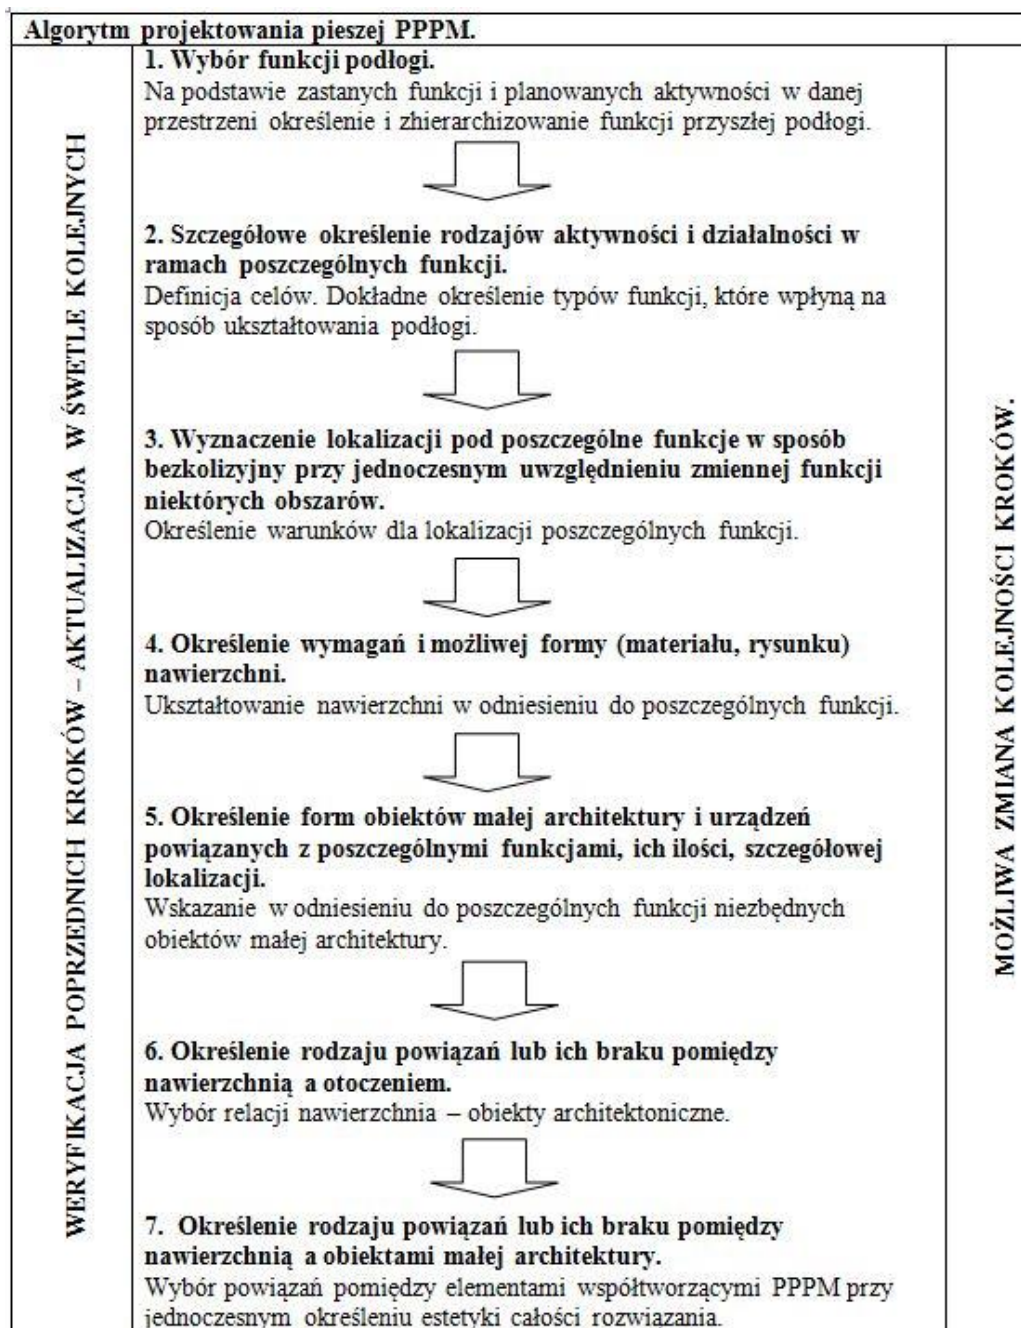 Algorytm projektowania pieszej PPPM.
WERYFIKACJA POPRZEDNICH KROKÓW – AKTUALIZACJA W ŚWETLE KOLEJNYCH
1. Wybór funkcji podłogi.
Na podstawie zastanych funkcji i planowanych aktywności w danej
przestrzeni określenie i zhierarchizowanie funkcji przyszłej podłogi.
2. Szczegółowe określenie rodzajów aktywności i działalności w
ramach poszczególnych funkcji.
Definicja celów. Dokładne określenie typów funkcji, które wpłyną na
sposób ukształtowania podłogi.
3. Wyznaczenie lokalizacji pod poszczególne funkcje w sposób
bezkolizyjny przy jednoczesnym uwzględnieniu zmiennej funkcji
niektórych obszarów.
Określenie warunków dla lokalizacji poszczególnych funkcji.
4. Określenie wymagań i możliwej formy (materiału, rysunku)
nawierzchni.
Ukształtowanie nawierzchni w odniesieniu do poszczególnych funkcji.
5. Określenie form obiektów małej architektury i urządzeń
powiązanych z poszczególnymi funkcjami, ich ilości, szczegółowej
lokalizacji.
Wskazanie w odniesieniu do poszczególnych funkcji niezbędnych
obiektów małej architektury.
6. Określenie rodzaju powiązań lub ich braku pomiędzy
nawierzchnią a otoczeniem.
Wybór relacji nawierzchnia – obiekty architektoniczne.
7. Określenie rodzaju powiązań lub ich braku pomiędzy
nawierzchnią a obiektami małej architektury.
Wybór powiązań pomiędzy elementami współtworzącymi PPPM przy
jednoczesnym określeniu estetyki całości rozwiązania.
MOŻLIWA ZMIANA KOLEJNOŚCI KROKÓW.